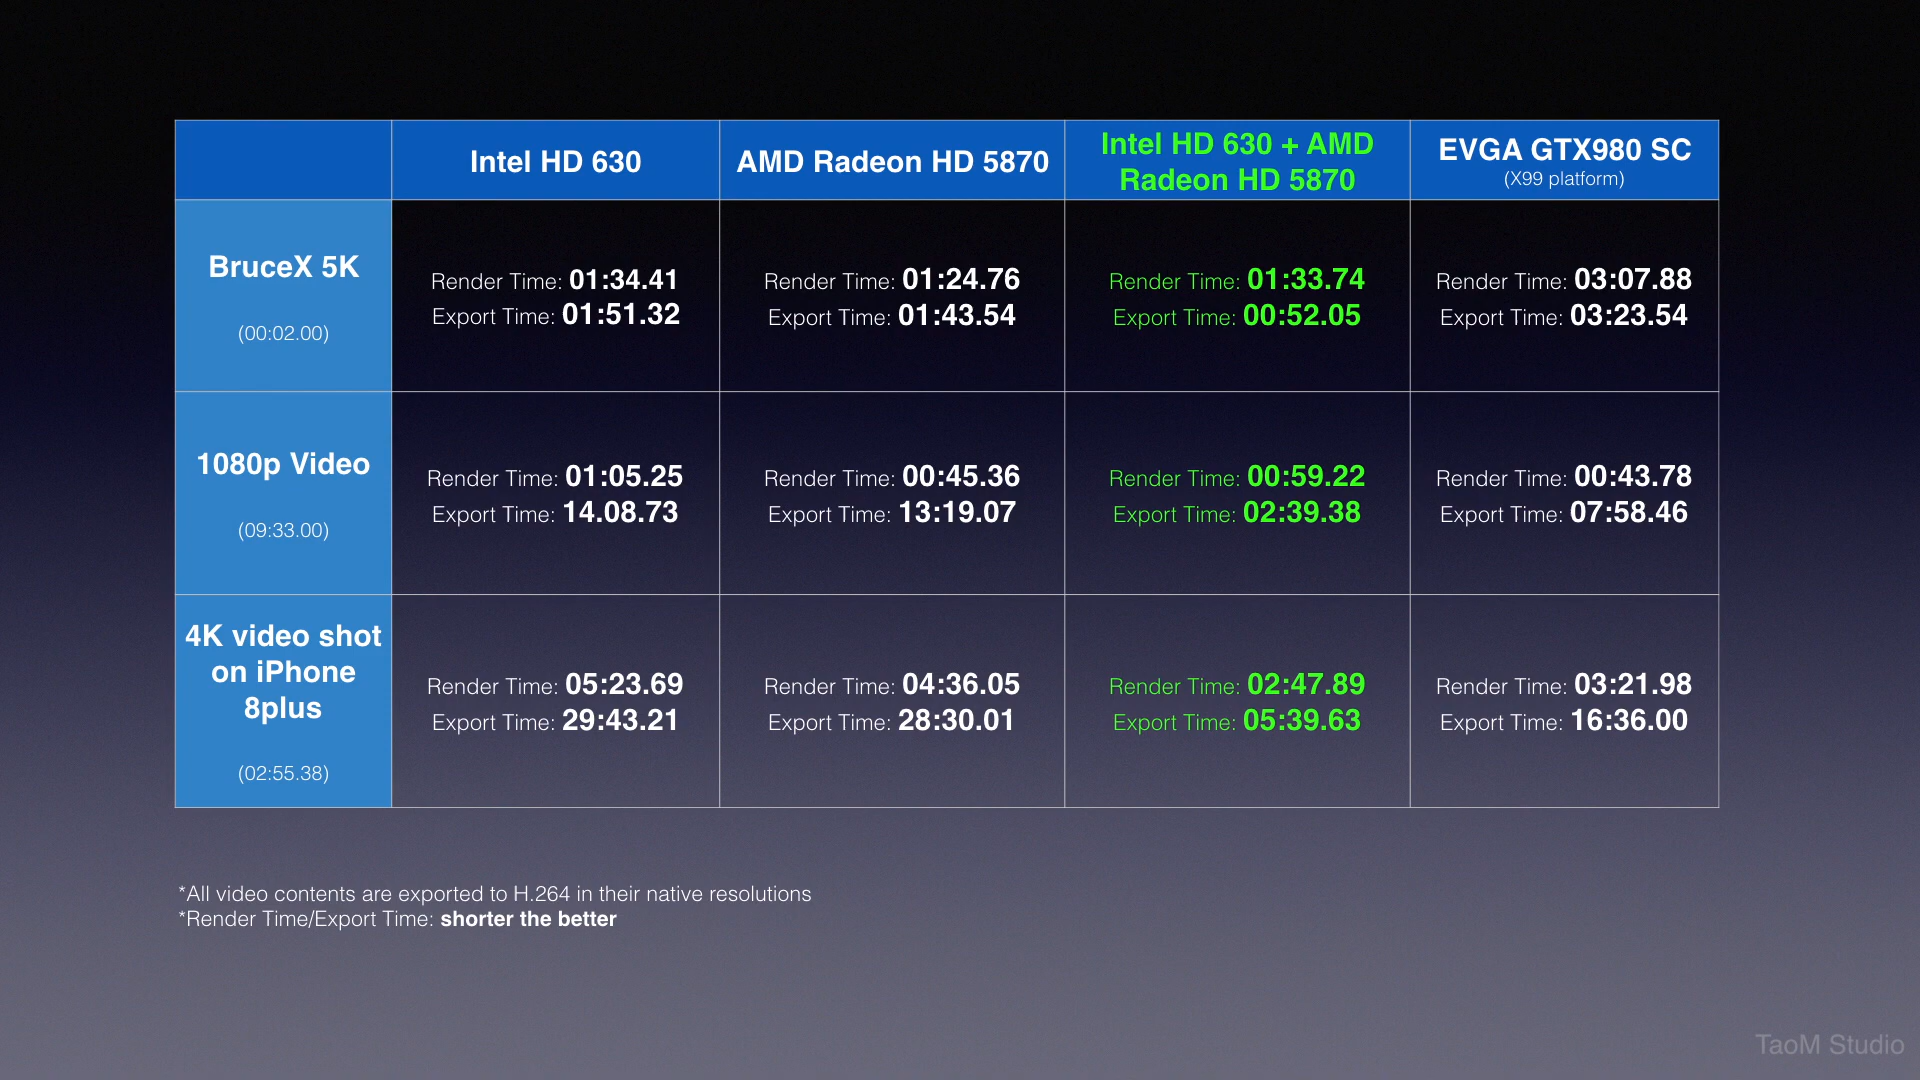 Intel HD 630
AMD Radeon HD 5870
Intel HD 630 + AMD
Radeon HD 5870
EVGA GTX980 SC
(X99 platform)
BruceX 5K
(00:02.00)
Render Time: 01:34.41
Export Time: 01:51.32
Render Time: 01:24.76
Export Time: 01:43.54
Render Time: 01:33.74
Export Time: 00:52.05
Render Time: 03:07.88
Export Time: 03:23.54
1080p Video
(09:33.00)
Render Time: 01:05.25
Export Time: 14.08.73
Render Time: 00:45.36
Export Time: 13:19.07
Render Time: 00:59.22
Export Time: 02:39.38
Render Time: 00:43.78
Export Time: 07:58.46
4K video shot
on iPhone
8plus
(02:55.38)
Render Time: 05:23.69
Export Time: 29:43.21
Render Time: 04:36.05
Export Time: 28:30.01
Render Time: 02:47.89
Export Time: 05:39.63
Render Time: 03:21.98
Export Time: 16:36.00
*All video contents are exported to H.264 in their native resolutions
*Render Time/Export Time: shorter the better
TaoM Studio